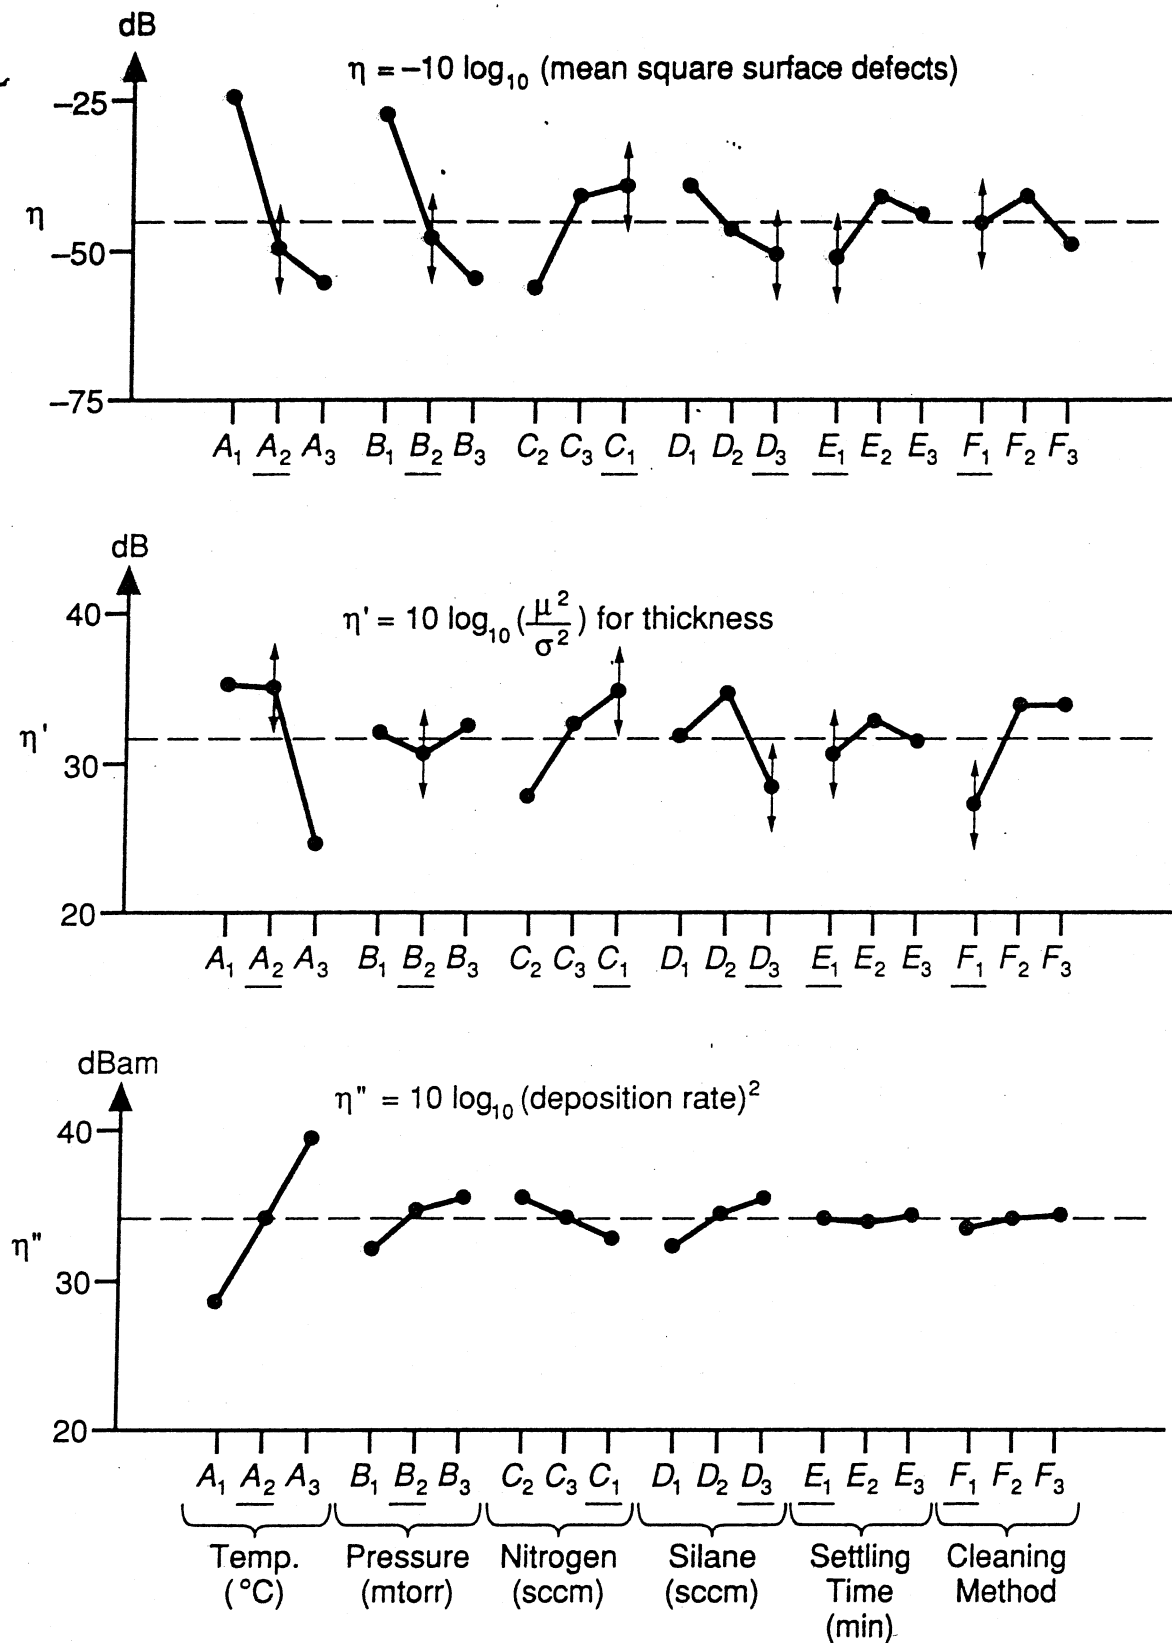 dB
η = –10 log₁₀ (mean square surface defects)
–25
η
–50
–75
A₁ A₂ A₃ B₁ B₂ B₃ C₂ C₃ C₁ D₁ D₂ D₃ E₁ E₂ E₃ F₁ F₂ F₃
dB
40
η' = 10 log₁₀ (μ²/σ²) for thickness
η'
30
20
A₁ A₂ A₃ B₁ B₂ B₃ C₂ C₃ C₁ D₁ D₂ D₃ E₁ E₂ E₃ F₁ F₂ F₃
dBam
η" = 10 log₁₀ (deposition rate)²
40
η"
30
20
A₁ A₂ A₃ B₁ B₂ B₃ C₂ C₃ C₁ D₁ D₂ D₃ E₁ E₂ E₃ F₁ F₂ F₃
Temp. Pressure Nitrogen Silane Settling Cleaning
(°C) (mtorr) (sccm) (sccm) Time Method
(min)